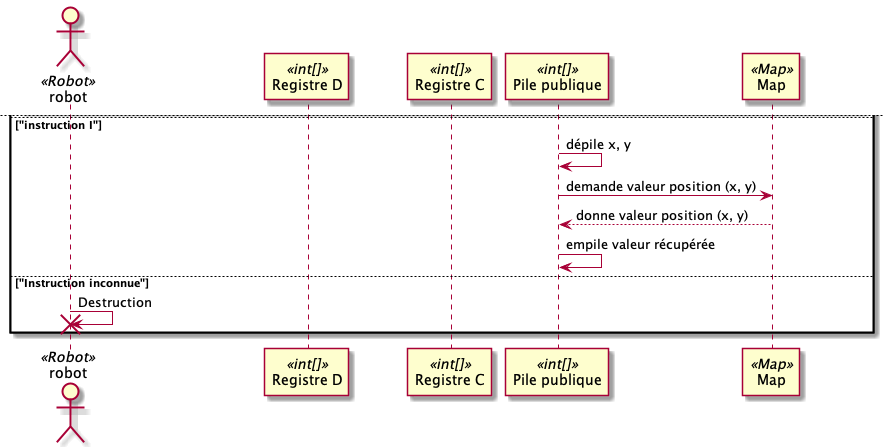 «Robot»
robot
«int[]»
Registre D
«int[]»
Registre C
«int[]»
Pile publique
«Map»
Map
["instruction I"]
dépile x, y
demande valeur position (x, y)
donne valeur position (x, y)
empile valeur récupérée
["Instruction inconnue"]
Destruction
«Robot»
robot
«int[]»
Registre D
«int[]»
Registre C
«int[]»
Pile publique
«Map»
Map